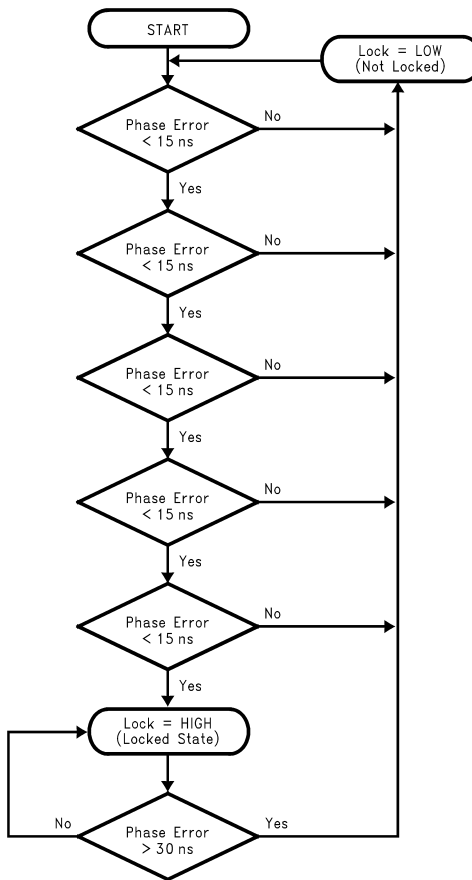 START
Lock = LOW
(Not Locked)
Phase Error
< 15 ns
No
Yes
Phase Error
< 15 ns
No
Yes
Phase Error
< 15 ns
No
Yes
Phase Error
< 15 ns
No
Yes
Phase Error
< 15 ns
No
Yes
Lock = HIGH
(Locked State)
No
Phase Error
> 30 ns
Yes